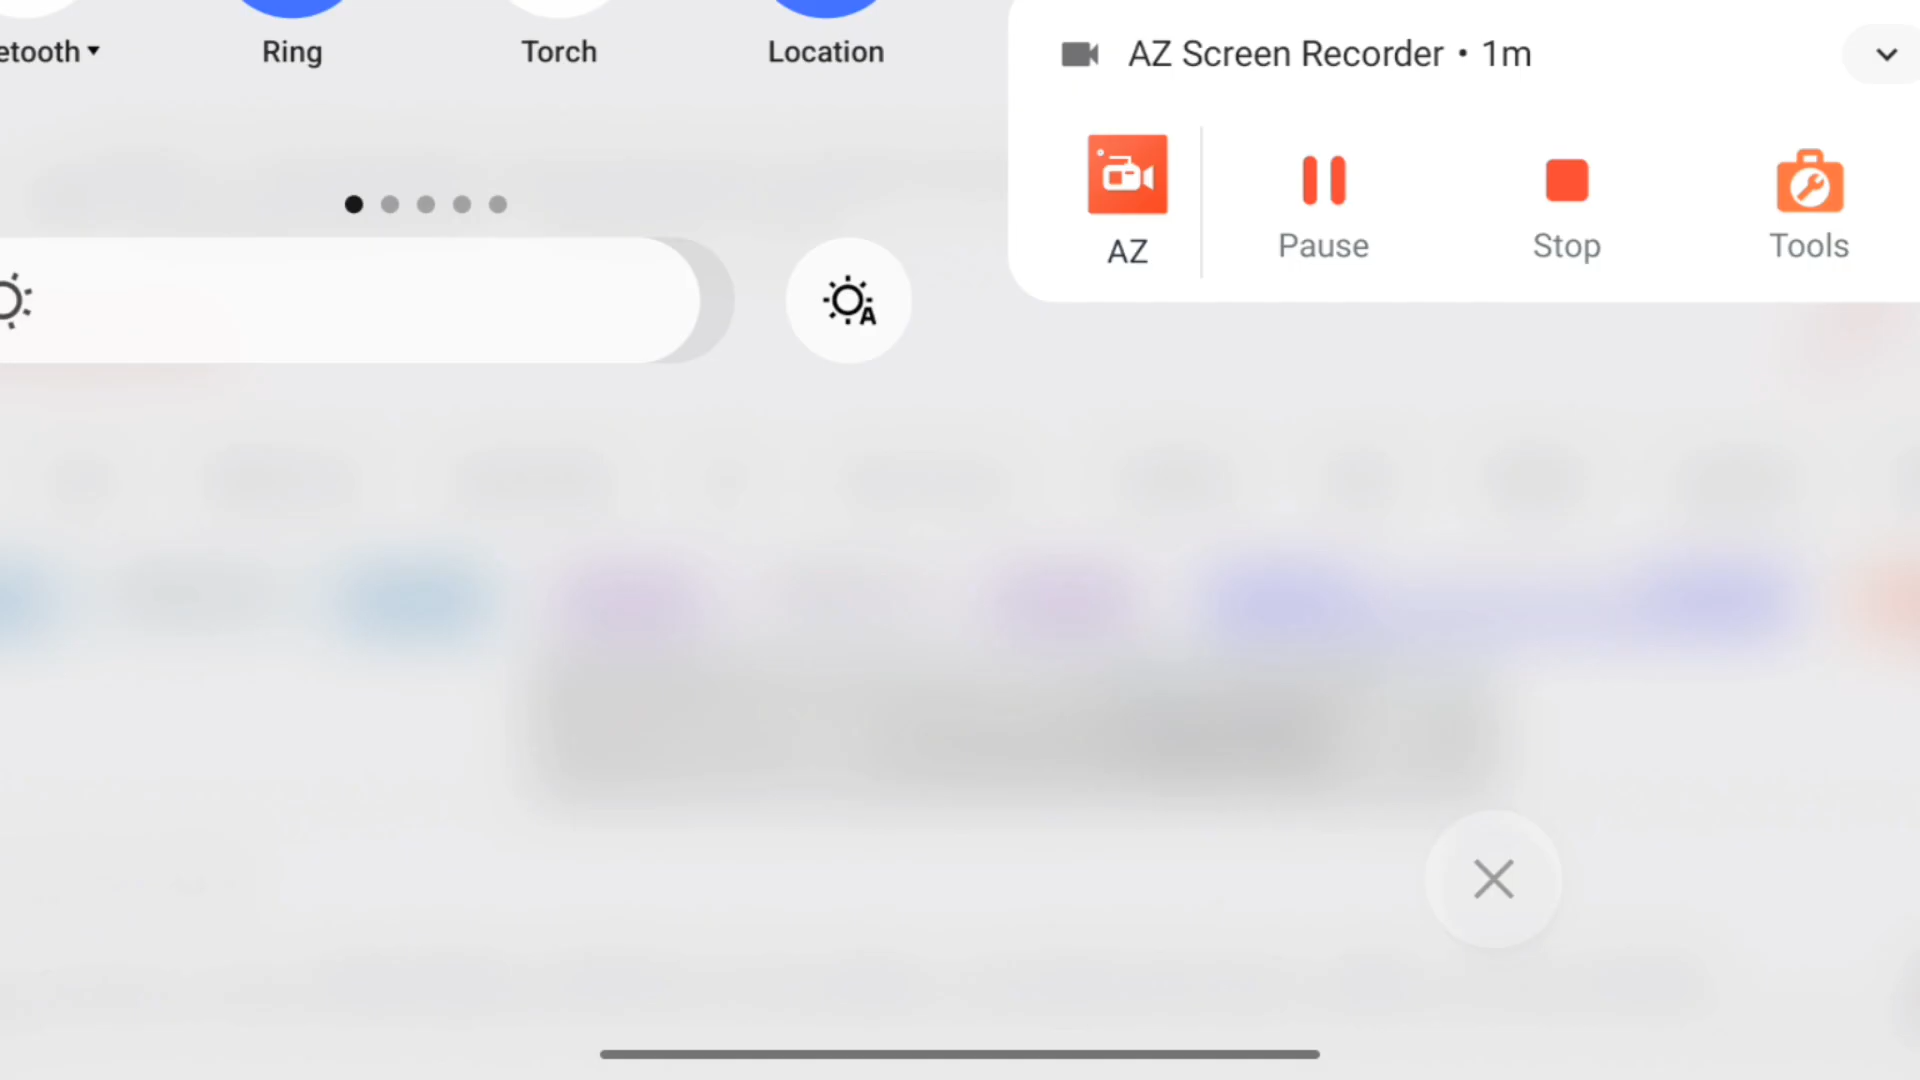 etooth
Ring
Torch
Location
AZ Screen Recorder • 1m
AZ
Pause
Stop
Tools
A